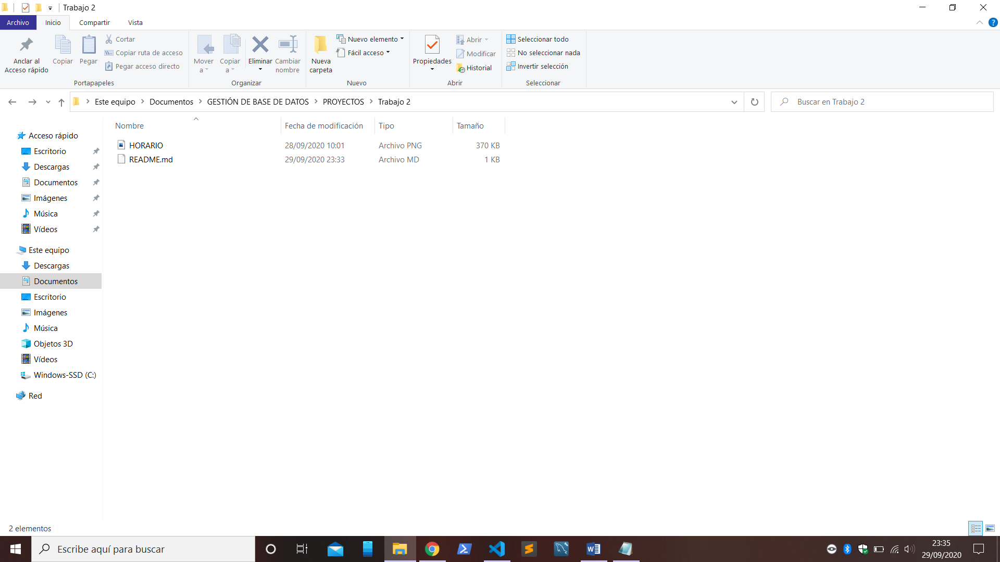 Trabajo 2
Archivo Inicio Compartir Vista
Anclar al Acceso rápido
Copiar
Pegar
Cortar
Copiar ruta de acceso
Pegar acceso directo
Portapapeles
Mover a
Copiar a
Eliminar
Cambiar nombre
Organizar
Nueva carpeta
Nuevo elemento
Fácil acceso
Nuevo
Propiedades
Abrir
Modificar
Historial
Abrir
Seleccionar todo
No seleccionar nada
Invertir selección
Seleccionar
Este equipo > Documentos > GESTIÓN DE BASE DE DATOS > PROYECTOS > Trabajo 2
Buscar en Trabajo 2
Nombre Fecha de modificación Tipo Tamaño
HORARIO 28/09/2020 10:01 Archivo PNG 370 KB
README.md 29/09/2020 23:33 Archivo MD 1 KB
Acceso rápido
Escritorio
Descargas
Documentos
Imágenes
Música
Vídeos
Este equipo
Descargas
Documentos
Escritorio
Imágenes
Música
Objetos 3D
Vídeos
Windows-SSD (C:)
Red
2 elementos
Escribe aquí para buscar
23:35
29/09/2020